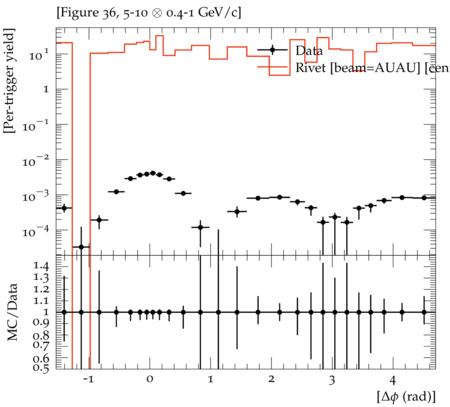 [Figure 36, 5-10 ⊗ 0.4-1 GeV/c]
[Per-trigger yield]
10¹
1
10⁻¹
10⁻²
10⁻³
10⁻⁴
Data
Rivet [beam=AUAU] [cen
MC/Data
1.4
1.3
1.2
1.1
1
0.9
0.8
0.7
0.6
0.5
-1 0 1 2 3 4
[Δϕ (rad)]